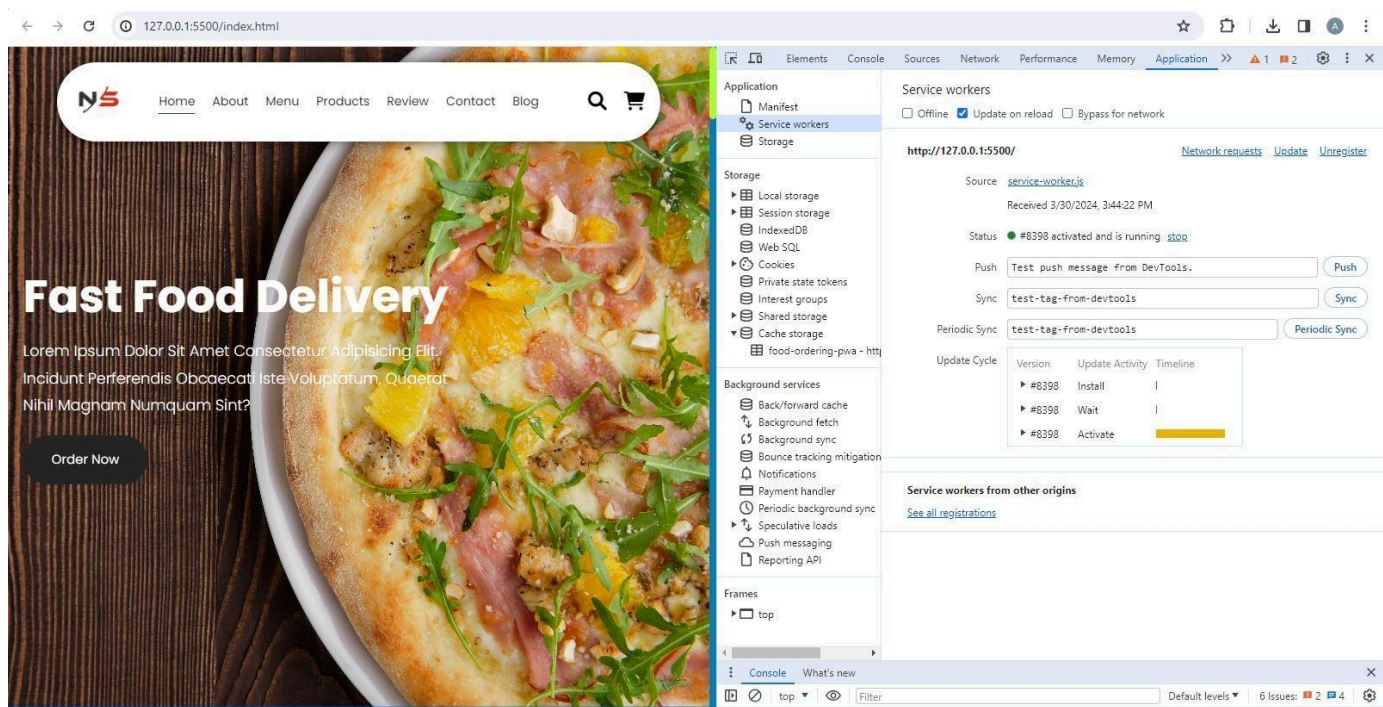 127.0.0.1:5500/index.html
A
NS
Home About Menu Products Review Contact Blog
Fast Food Delivery
Lorem Ipsum Dolor Sit Amet Consectetur Adipisicing Elit.
Incidunt Perferendis Obcaecati Iste Voluptatum, Quaerat
Nihil Magnam Numquam Sint?
Order Now
Elements Console Sources Network Performance Memory Application 1 2
Application
Manifest
Service workers
Storage
Storage
Local storage
Session storage
IndexedDB
Web SQL
Cookies
Private state tokens
Interest groups
Shared storage
Cache storage
food-ordering-pwa - http
Background services
Back/forward cache
Background fetch
Background sync
Bounce tracking mitigation
Notifications
Payment handler
Periodic background sync
Speculative loads
Push messaging
Reporting API
Frames
top
Service workers
Offline Update on reload Bypass for network
http://127.0.0.1:5500/ Network requests Update Unregister
Source service-worker.js
Received 3/30/2024, 3:44:22 PM
Status #8398 activated and is running stop
Push Test push message from DevTools. Push
Sync test-tag-from-devtools Sync
Periodic Sync test-tag-from-devtools Periodic Sync
Update Cycle Version Update Activity Timeline
#8398 Install
#8398 Wait
#8398 Activate
Service workers from other origins
See all registrations
Console What's new
top Filter Default levels 6 Issues: 2 4